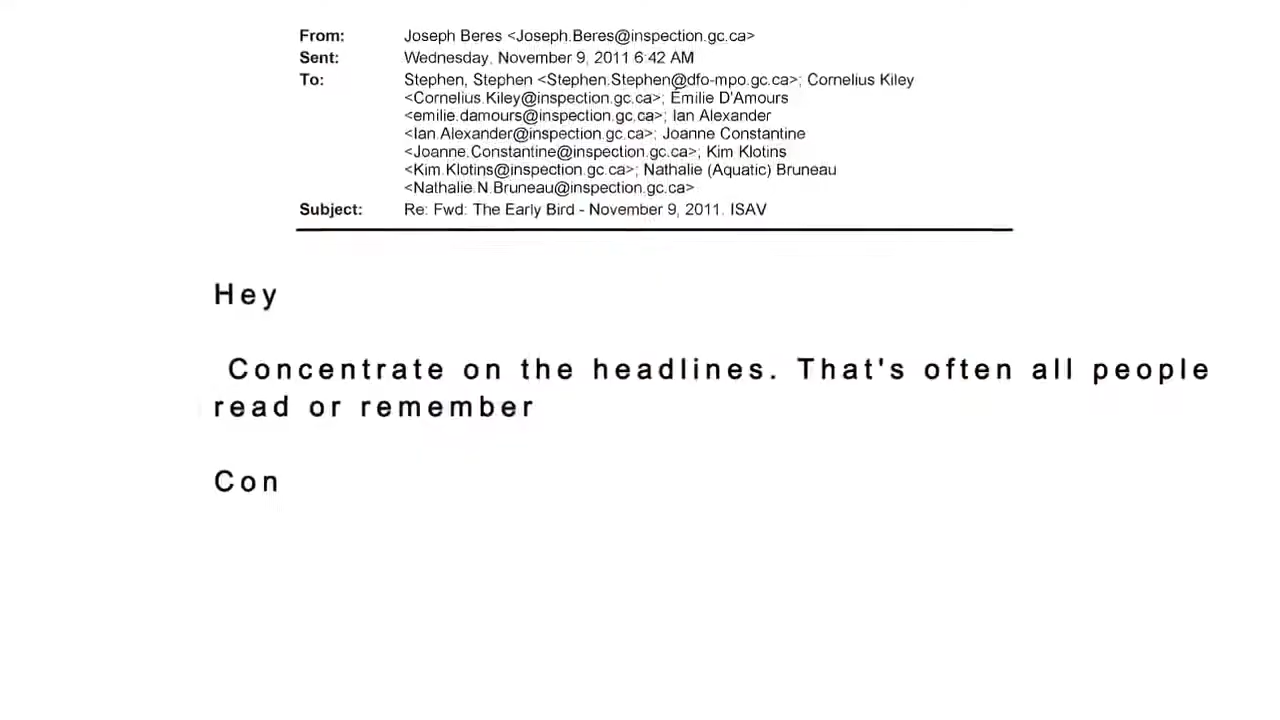 From: Joseph Beres <Joseph.Beres@inspection.gc.ca>
Sent: Wednesday, November 9, 2011 6:42 AM
To: Stephen, Stephen <Stephen.Stephen@dfo-mpo.gc.ca>; Cornelius Kiley
<Cornelius.Kiley@inspection.gc.ca>; Émilie D'Amours
<emilie.damours@inspection.gc.ca>; Ian Alexander
<Ian.Alexander@inspection.gc.ca>; Joanne Constantine
<Joanne.Constantine@inspection.gc.ca>; Kim Klotins
<Kim.Klotins@inspection.gc.ca>; Nathalie (Aquatic) Bruneau
<Nathalie.N.Bruneau@inspection.gc.ca>
Subject: Re: Fwd: The Early Bird - November 9, 2011. ISAV
Hey
Concentrate on the headlines. That's often all people
read or remember
Con